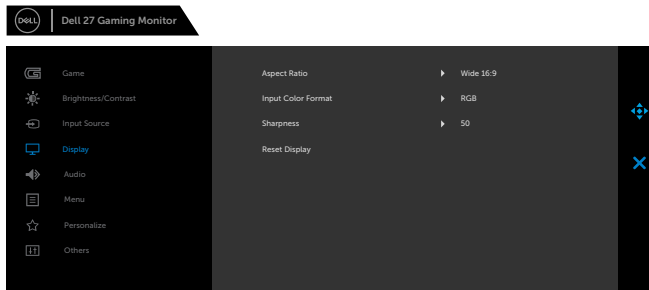 DELL
Dell 27 Gaming Monitor
Game
Brightness/Contrast
Input Source
Display
Audio
Menu
Personalize
Others
Aspect Ratio Wide 16:9
Input Color Format RGB
Sharpness 50
Reset Display